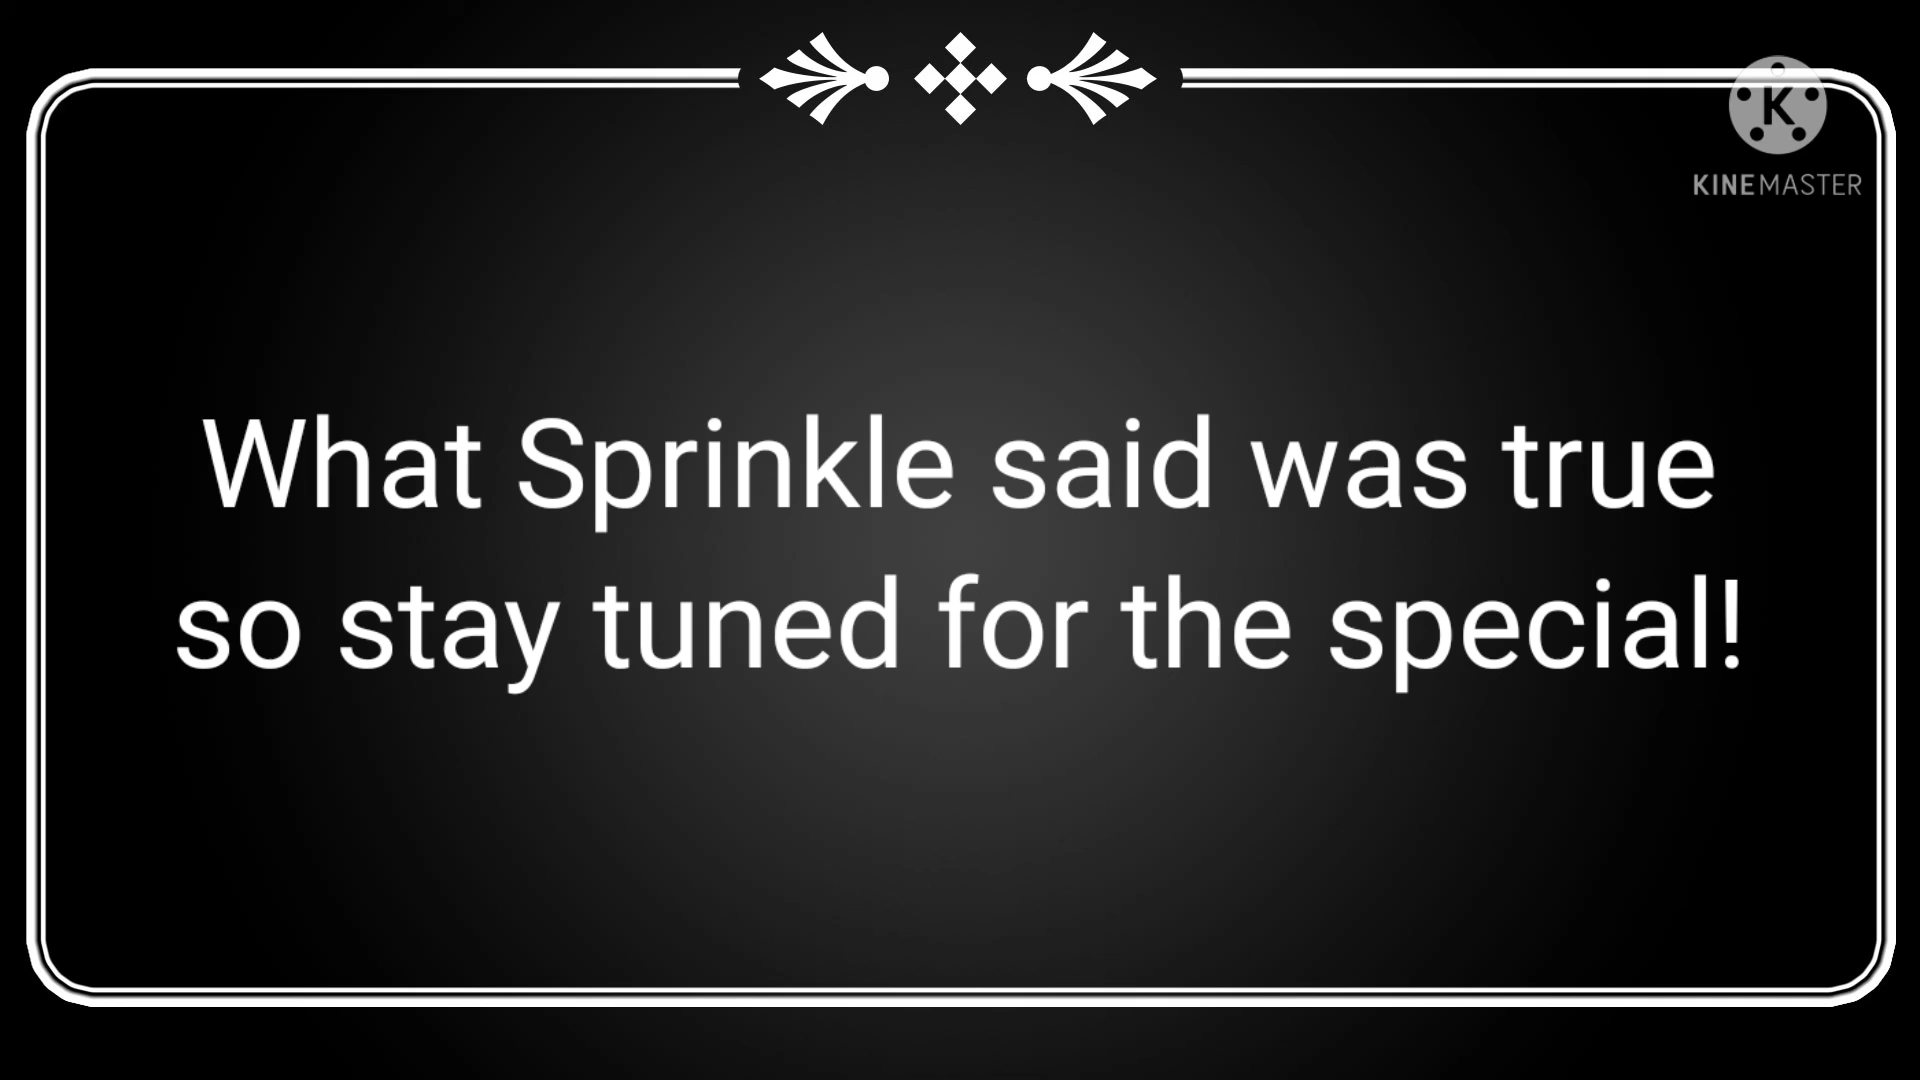 K
KINEMASTER
What Sprinkle said was true
so stay tuned for the special!